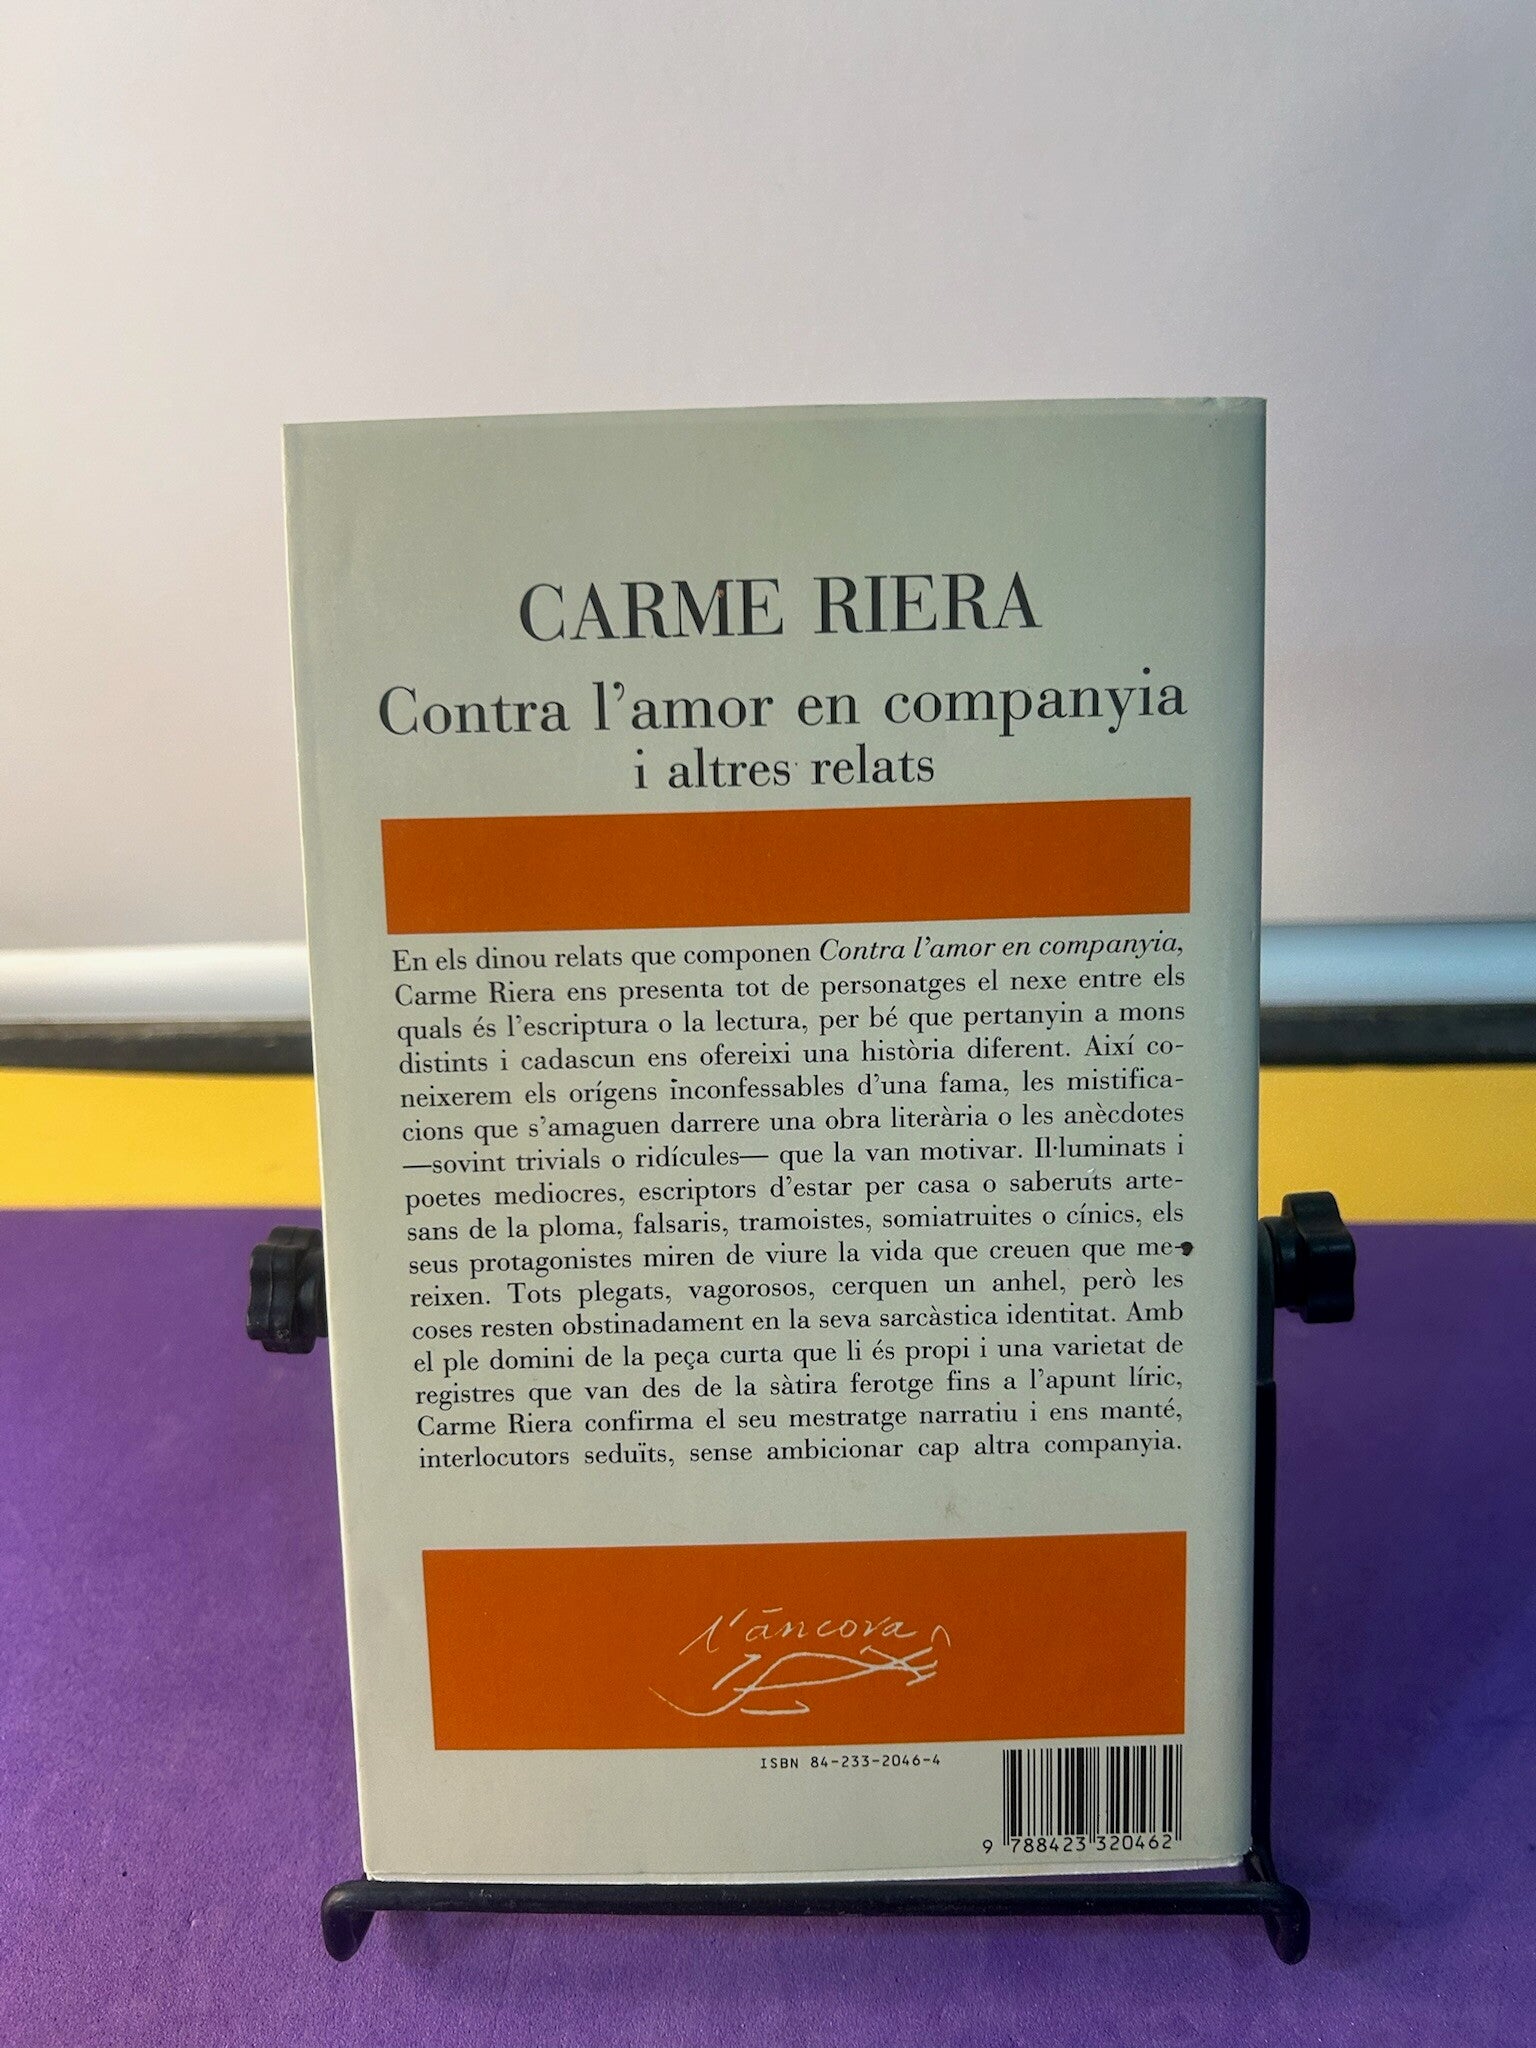 CARME RIERA
Contra l'amor en companyia
i altres relats
En els dinou relats que componen Contra l'amor en companyia,
Carme Riera ens presenta tot de personatges el nexe entre els
quals és l'escriptura o la lectura, per bé que pertanyin a mons
distints i cadascun ens ofereixi una història diferent. Així co-
neixerem els orígens inconfessables d'una fama, les mistifica-
cions que s'amaguen darrere una obra literària o les anècdotes
—sovint trivials o ridícules— que la van motivar. Il·luminats i
poetes mediocres, escriptors d'estar per casa o saberuts arte-
sans de la ploma, falsaris, tramoistes, somiatruites o cínics, els
seus protagonistes miren de viure la vida que creuen que me-
reixen. Tots plegats, vagorosos, cerquen un anhel, però les
coses resten obstinadament en la seva sarcàstica identitat. Amb
el ple domini de la peça curta que li és propi i una varietat de
registres que van des de la sàtira ferotge fins a l'apunt líric,
Carme Riera confirma el seu mestratge narratiu i ens manté,
interlocutors seduïts, sense ambicionar cap altra companyia.
l'àncora
ISBN 84-233-2046-4
9 788423 320462